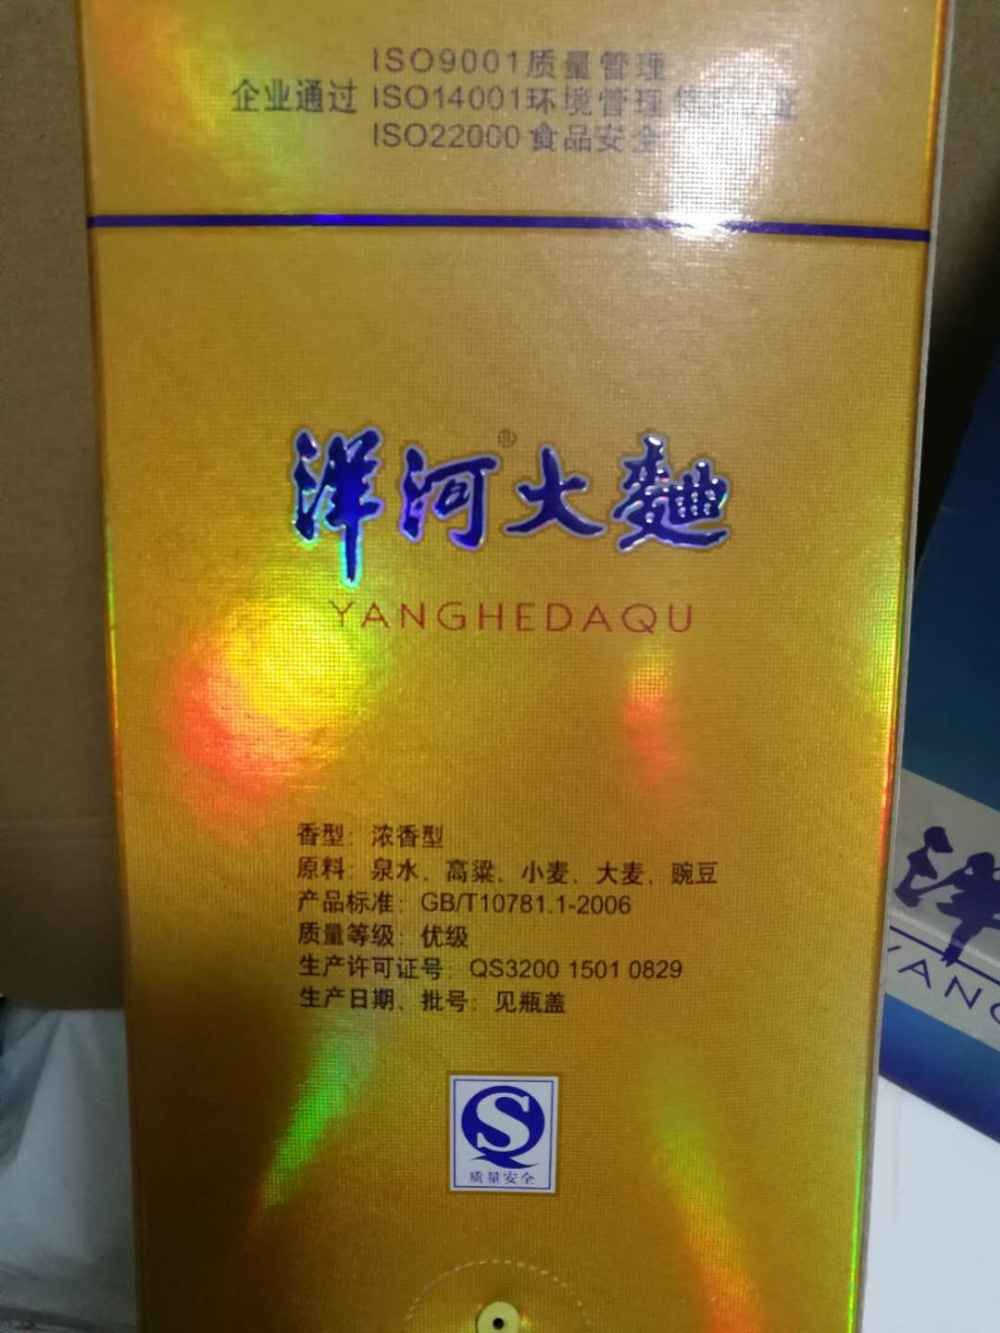 ISO9001质量管理
企业通过 ISO14001环境管理
ISO22000食品安全
洋河®大麯
YANGHEDAQU
香型：浓香型
原料：泉水、高粱、小麦、大麦、豌豆
产品标准：GB/T10781.1-2006
质量等级：优级
生产许可证号：QS3200 1501 0829
生产日期、批号：见瓶盖
质量安全
洋
YANG